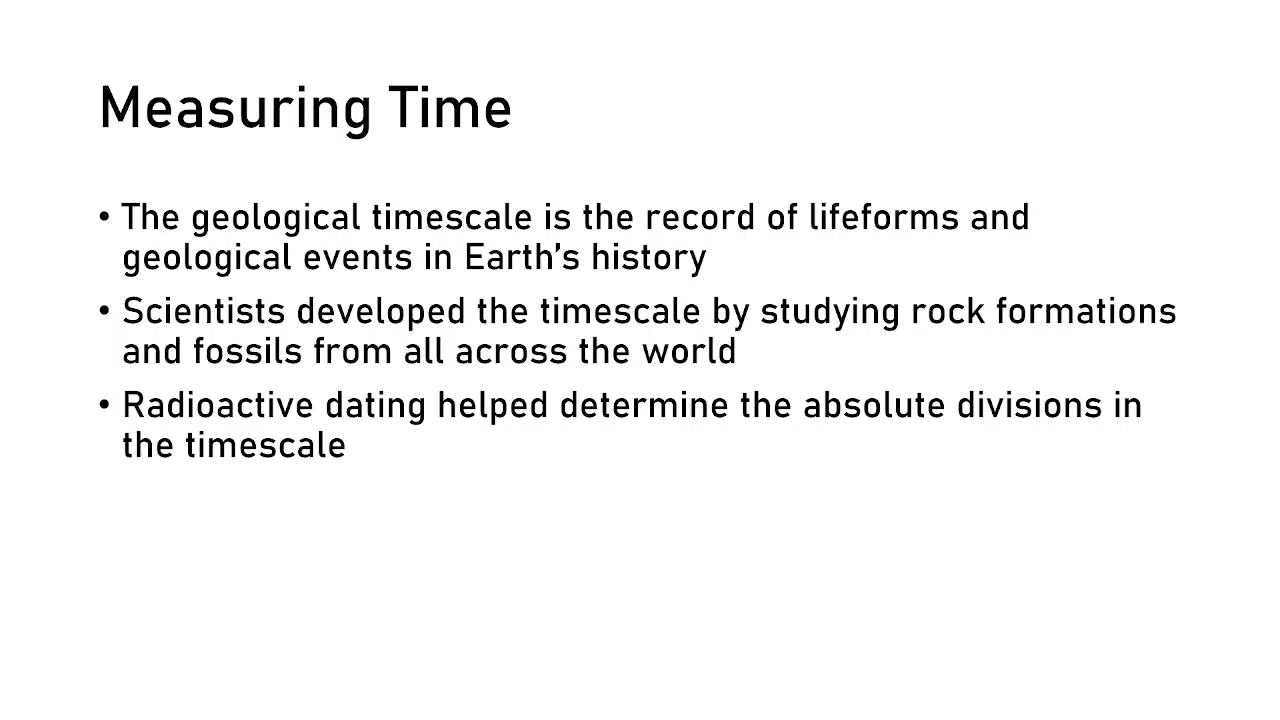 Measuring Time
• The geological timescale is the record of lifeforms and
geological events in Earth's history
• Scientists developed the timescale by studying rock formations
and fossils from all across the world
• Radioactive dating helped determine the absolute divisions in
the timescale